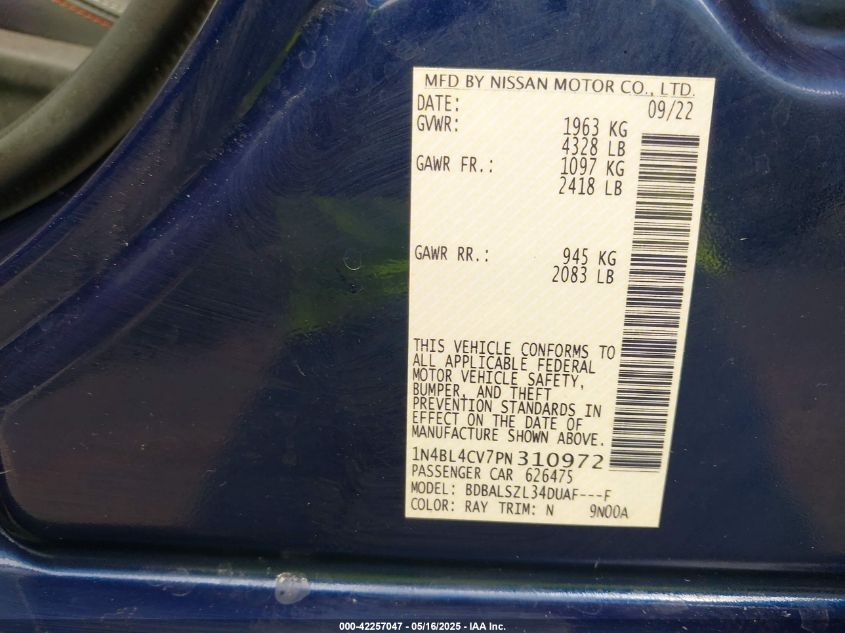 MFD BY NISSAN MOTOR CO., LTD.
DATE: 09/22
GVWR: 1963 KG
4328 LB
GAWR FR.: 1097 KG
2418 LB
GAWR RR.: 945 KG
2083 LB
THIS VEHICLE CONFORMS TO
ALL APPLICABLE FEDERAL
MOTOR VEHICLE SAFETY,
BUMPER, AND THEFT
PREVENTION STANDARDS IN
EFFECT ON THE DATE OF
MANUFACTURE SHOWN ABOVE.
1N4BL4CV7PN310972
PASSENGER CAR 626475
MODEL: BDBALSZL34DUAF---F
COLOR: RAY TRIM: N 9N00A
000-42257047 - 05/16/2025 - IAA Inc.